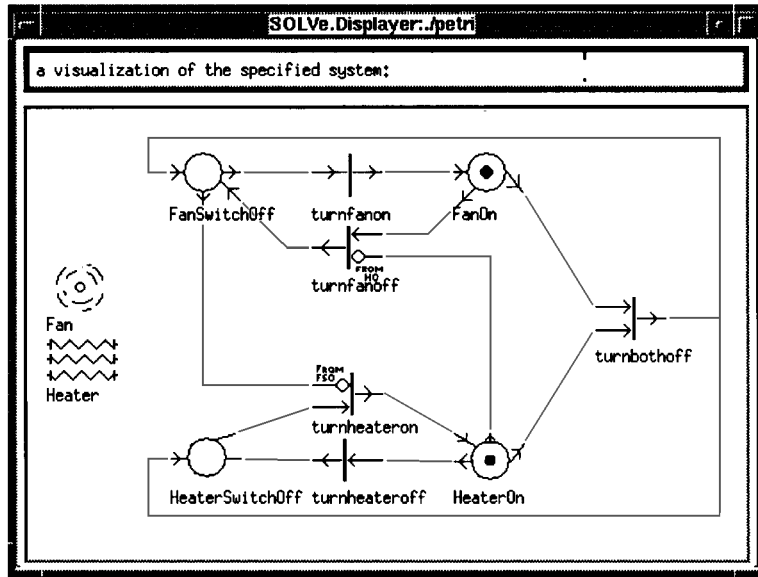 SOLVe.Displayer:./petri
a visualization of the specified system:
FanSwitchOff
turnfanon
FanOn
FROM
HO
turnfanoff
Fan
turnbothoff
Heater
FROM
FSO
turnheateron
HeaterSwitchOff
turnheateroff
HeaterOn